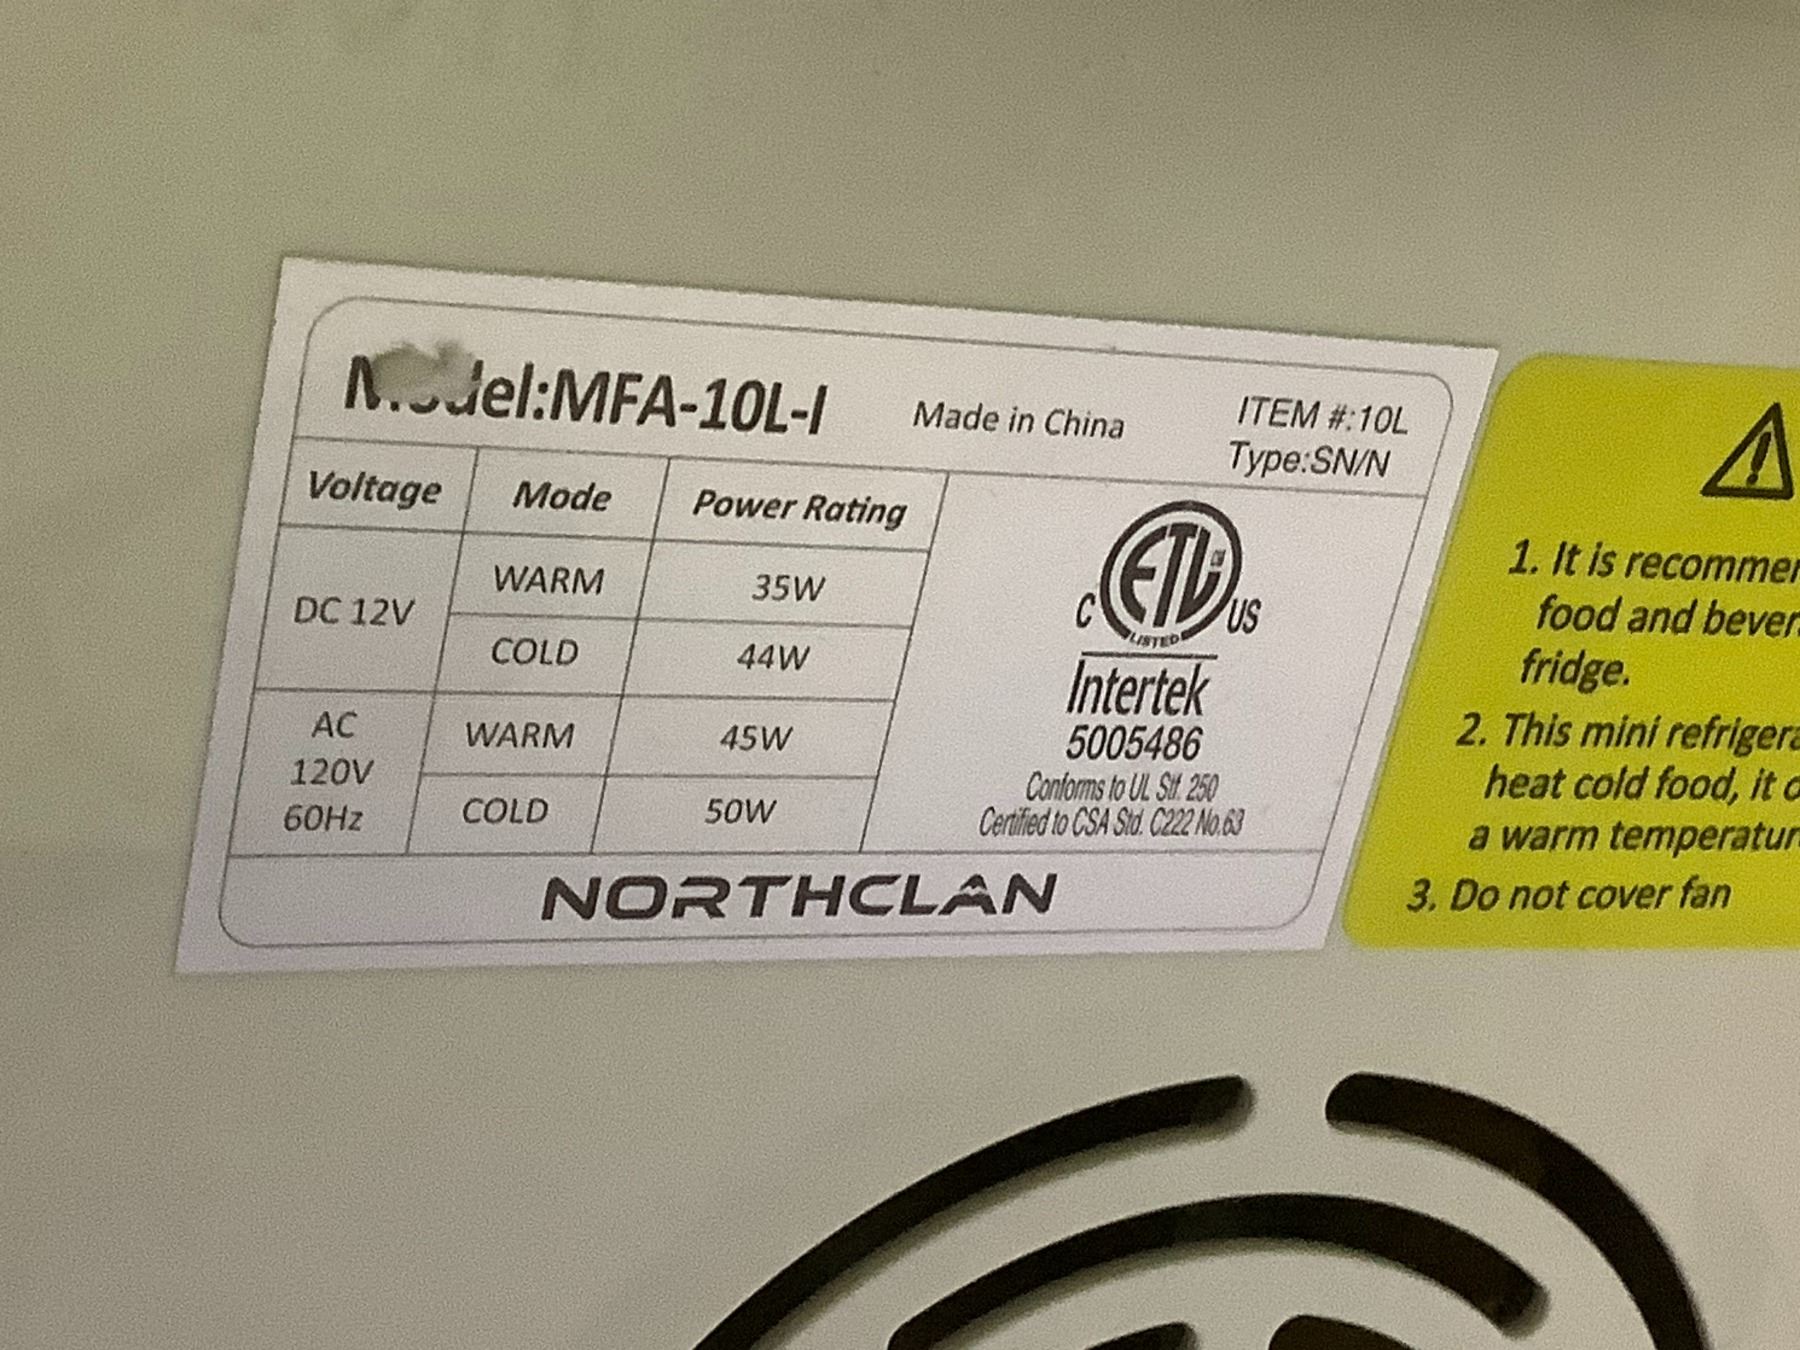 Model:MFA-10L-I
Made in China
ITEM #:10L
Type:SN/N
Voltage Mode Power Rating
DC 12V
WARM 35W
COLD 44W
AC
120V
60Hz
WARM 45W
COLD 50W
ETL CM
C US
LISTED
Intertek
5005486
Conforms to UL Std. 250
Certified to CSA Std. C222 No.63
NORTHCLAN
1. It is recommen
food and bever
fridge.
2. This mini refrigera
heat cold food, it
a warm temperatur
3. Do not cover fan